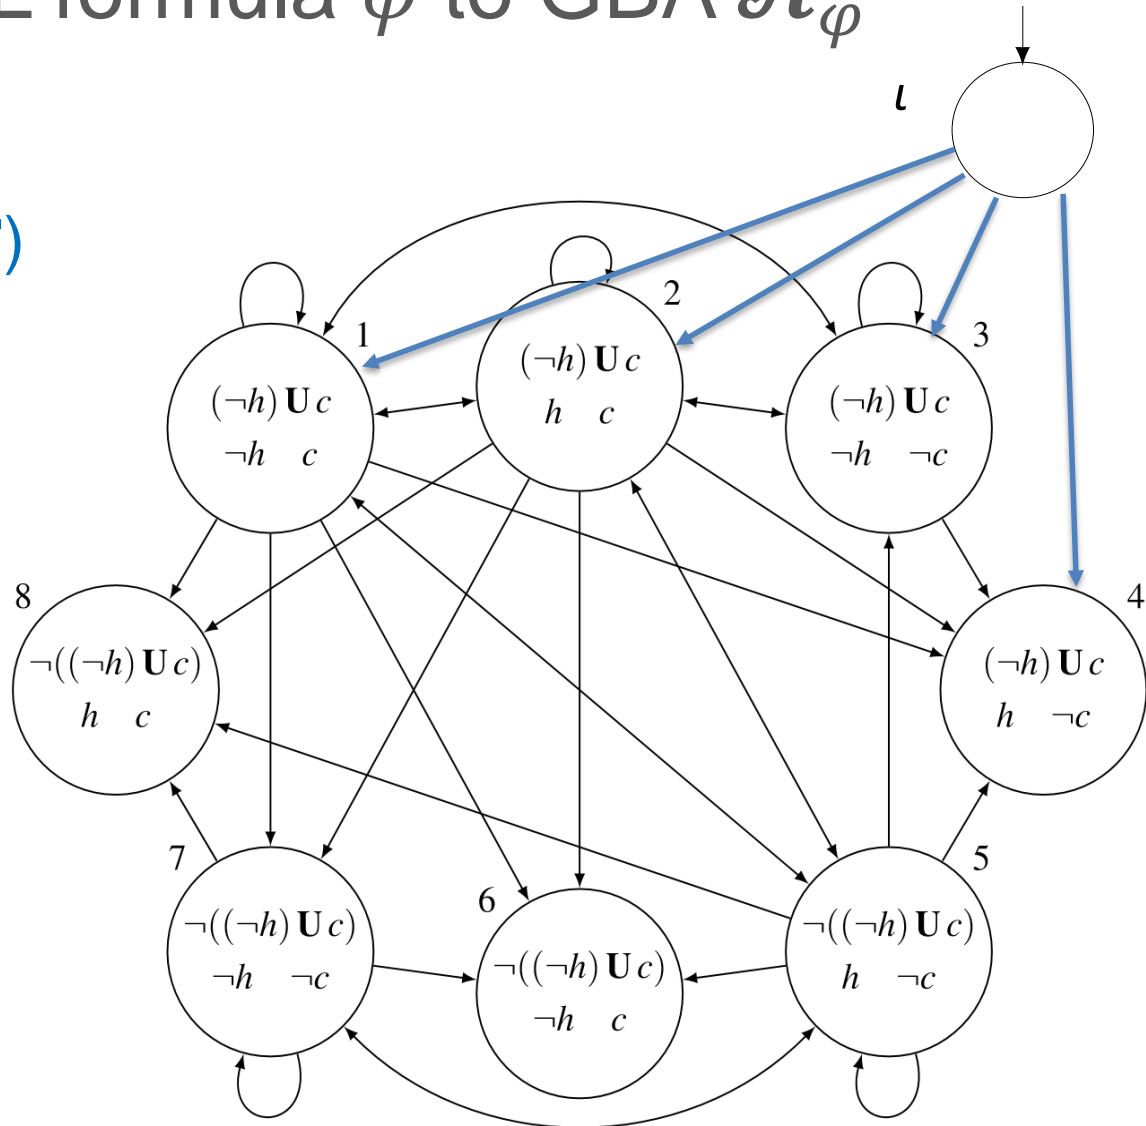 formula φ to GBA 𝒜φ
ι
)
1
(¬h) U c
¬h c
2
(¬h) U c
h c
3
(¬h) U c
¬h ¬c
8
¬((¬h) U c)
h c
4
(¬h) U c
h ¬c
7
¬((¬h) U c)
¬h ¬c
6
¬((¬h) U c)
¬h c
5
¬((¬h) U c)
h ¬c